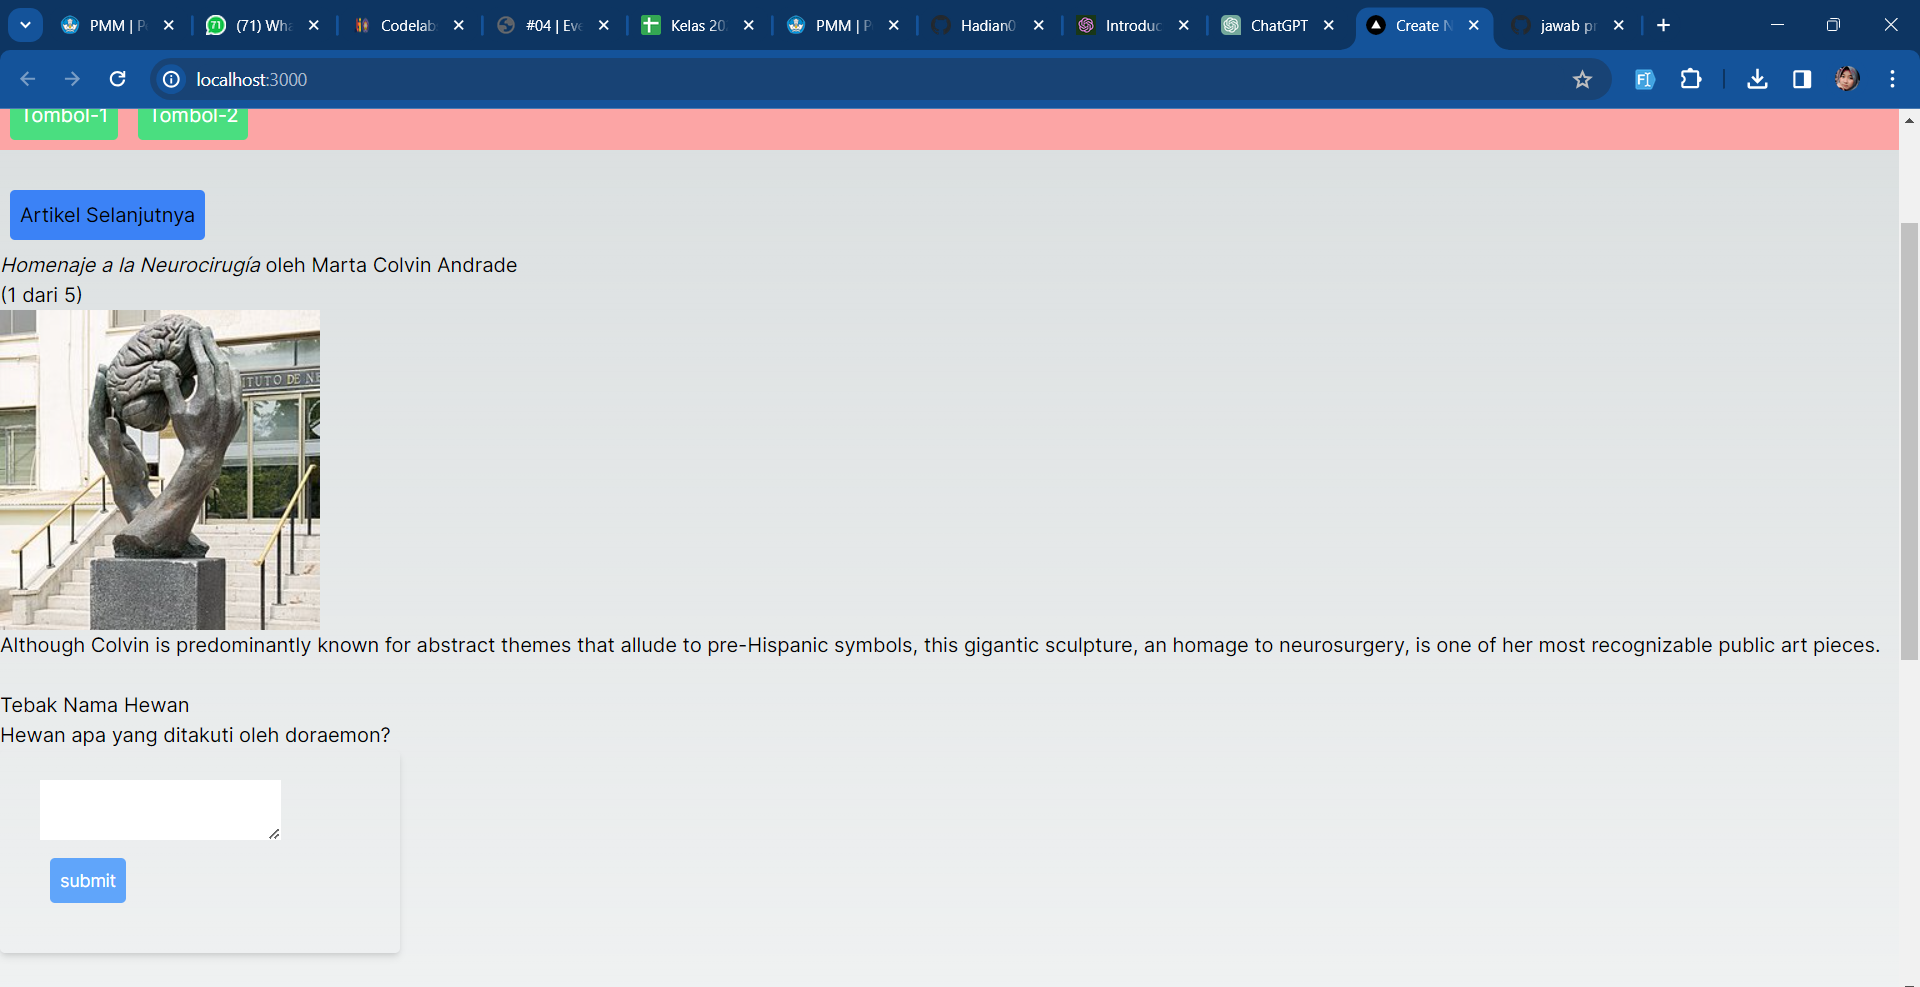 PMM | P
(71) Wha
Codelab
#04 | Eve
Kelas 20
PMM | P
Hadian0
Introduc
ChatGPT
Create N
jawab pr
localhost:3000
Tombol-1
Tombol-2
Artikel Selanjutnya
Homenaje a la Neurocirugía oleh Marta Colvin Andrade
(1 dari 5)
ITUTO DE NE
Although Colvin is predominantly known for abstract themes that allude to pre-Hispanic symbols, this gigantic sculpture, an homage to neurosurgery, is one of her most recognizable public art pieces.
Tebak Nama Hewan
Hewan apa yang ditakuti oleh doraemon?
submit